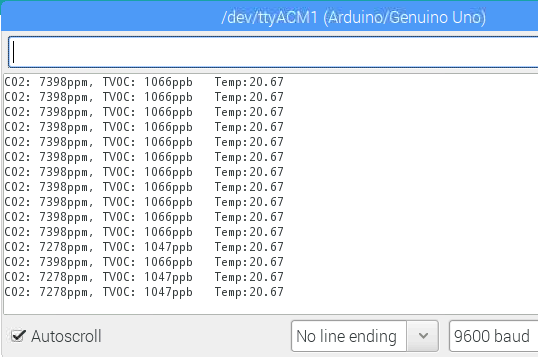 /dev/ttyACM1 (Arduino/Genuino Uno)
CO2: 7398ppm, TVOC: 1066ppb   Temp:20.67
CO2: 7398ppm, TVOC: 1066ppb   Temp:20.67
CO2: 7398ppm, TVOC: 1066ppb   Temp:20.67
CO2: 7398ppm, TVOC: 1066ppb   Temp:20.67
CO2: 7398ppm, TVOC: 1066ppb   Temp:20.67
CO2: 7398ppm, TVOC: 1066ppb   Temp:20.67
CO2: 7398ppm, TVOC: 1066ppb   Temp:20.67
CO2: 7398ppm, TVOC: 1066ppb   Temp:20.67
CO2: 7398ppm, TVOC: 1066ppb   Temp:20.67
CO2: 7398ppm, TVOC: 1066ppb   Temp:20.67
CO2: 7398ppm, TVOC: 1066ppb   Temp:20.67
CO2: 7278ppm, TVOC: 1047ppb   Temp:20.67
CO2: 7398ppm, TVOC: 1066ppb   Temp:20.67
CO2: 7278ppm, TVOC: 1047ppb   Temp:20.67
CO2: 7278ppm, TVOC: 1047ppb   Temp:20.67
Autoscroll
No line ending
9600 baud